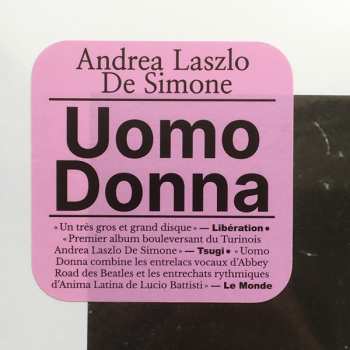 Andrea Laszlo
De Simone
Uomo
Donna
« Un très gros et grand disque » — Libération •
« Premier album bouleversant du Turinois
Andrea Laszlo De Simone » — Tsugi • « Uomo
Donna combine les entrelacs vocaux d'Abbey
Road des Beatles et les entrechats rythmiques
d'Anima Latina de Lucio Battisti » — Le Monde